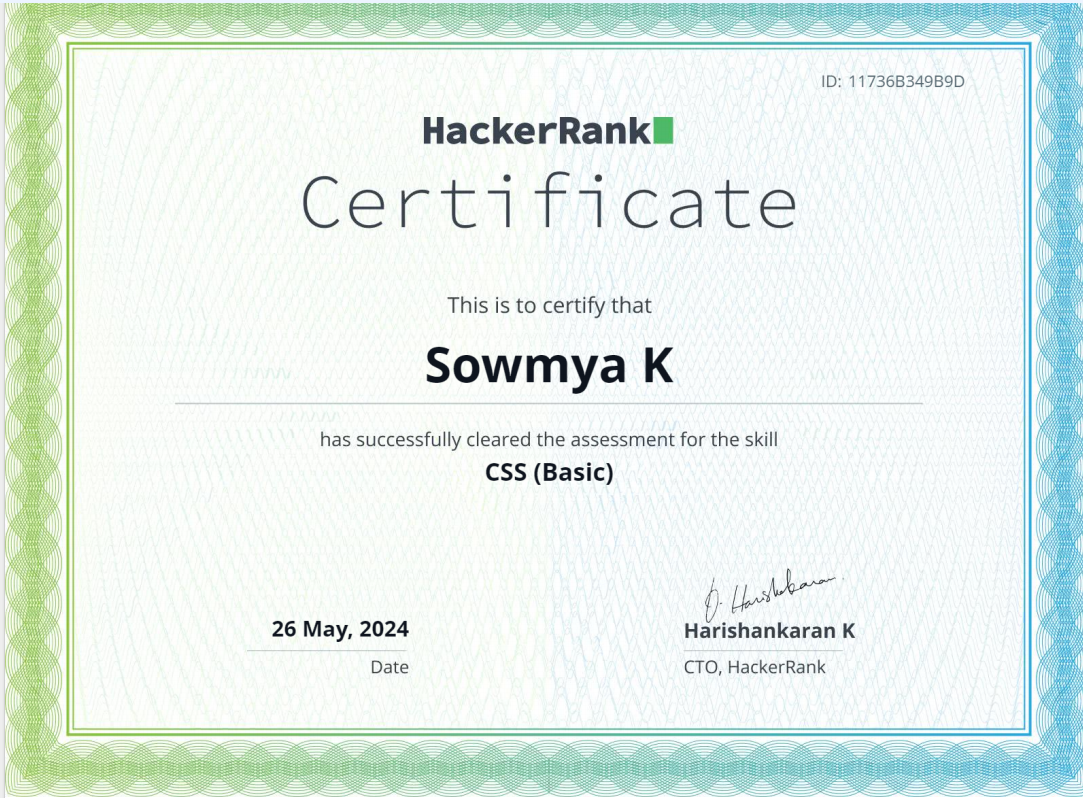 ID: 11736B349B9D
HackerRank
Certificate
This is to certify that
Sowmya K
has successfully cleared the assessment for the skill
CSS (Basic)
26 May, 2024
Date
Harishankaran K
CTO, HackerRank